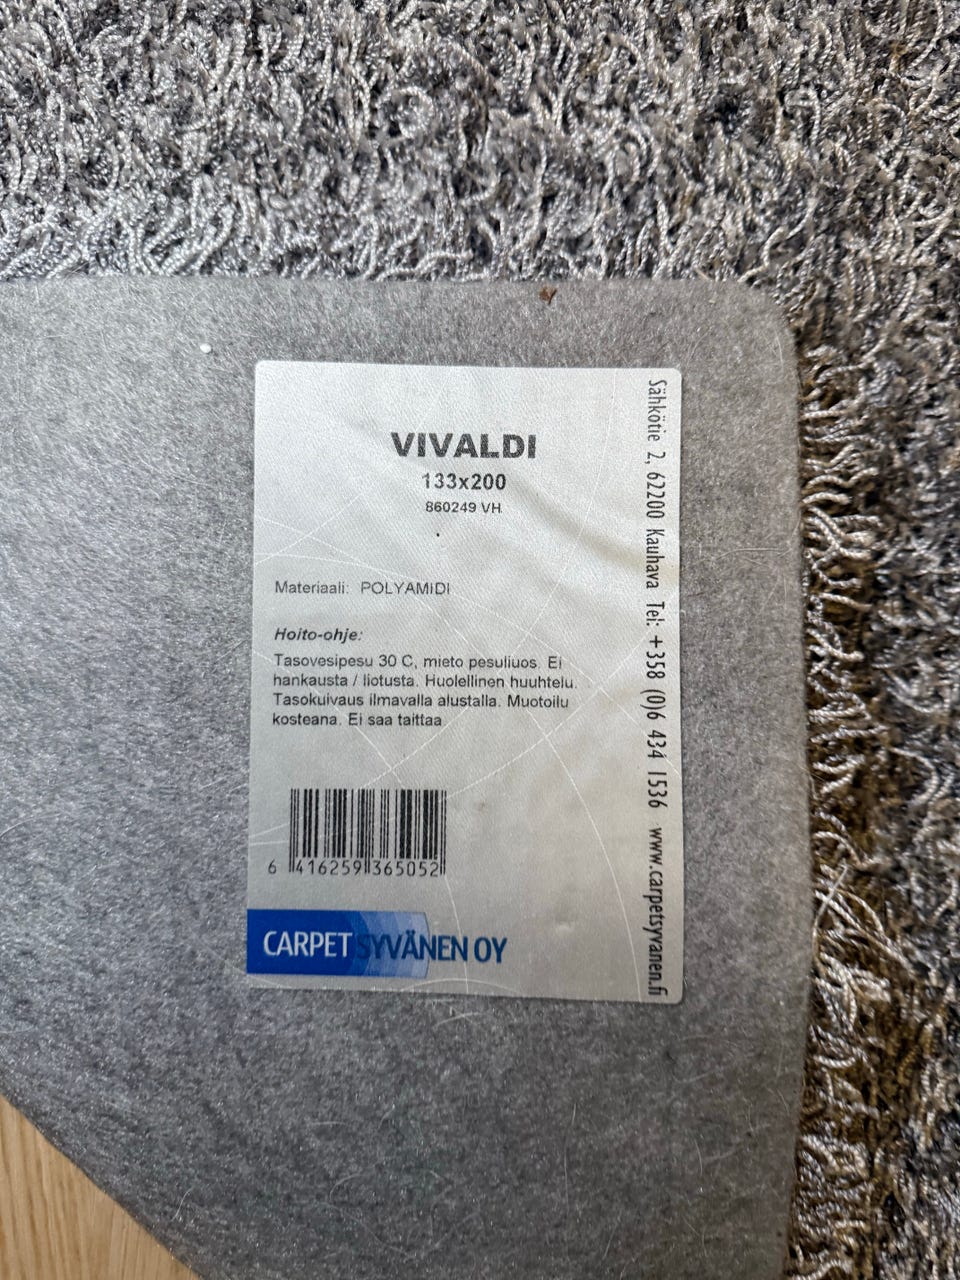 VIVALDI
133x200
860249 VH
Materiaali: POLYAMIDI
Hoito-ohje:
Tasovesipesu 30 C, mieto pesuliuos. Ei
hankausta / liotusta. Huolellinen huuhtelu.
Tasokuivaus ilmavalla alustalla. Muotoilu
kosteana. Ei saa taittaa
6 416259 365052
CARPET SYVÄNEN OY
Sähkötie 2, 62200 Kauhava Tel: +358 (0)6 434 1536 www.carpetsyvanen.fi